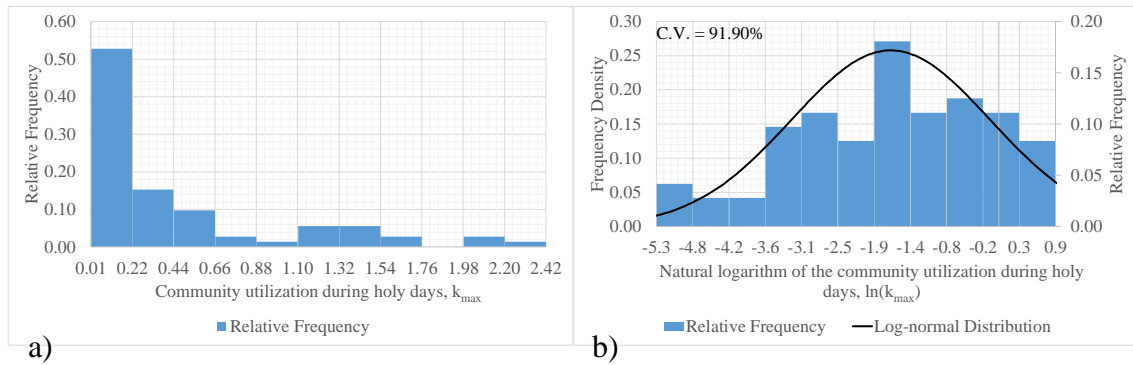 0.60
0.50
0.40
0.30
0.20
0.10
0.00
Relative Frequency
0.01 0.22 0.44 0.66 0.88 1.10 1.32 1.54 1.76 1.98 2.20 2.42
Community utilization during holy days, kmax
Relative Frequency
a)
C.V. = 91.90%
0.30
0.25
0.20
0.15
0.10
0.05
0.00
Frequency Density
0.20
0.15
0.10
0.05
0.00
Relative Frequency
-5.3 -4.8 -4.2 -3.6 -3.1 -2.5 -1.9 -1.4 -0.8 -0.2 0.3 0.9
Natural logarithm of the community utilization during holy
days, ln(kmax)
Relative Frequency Log-normal Distribution
b)